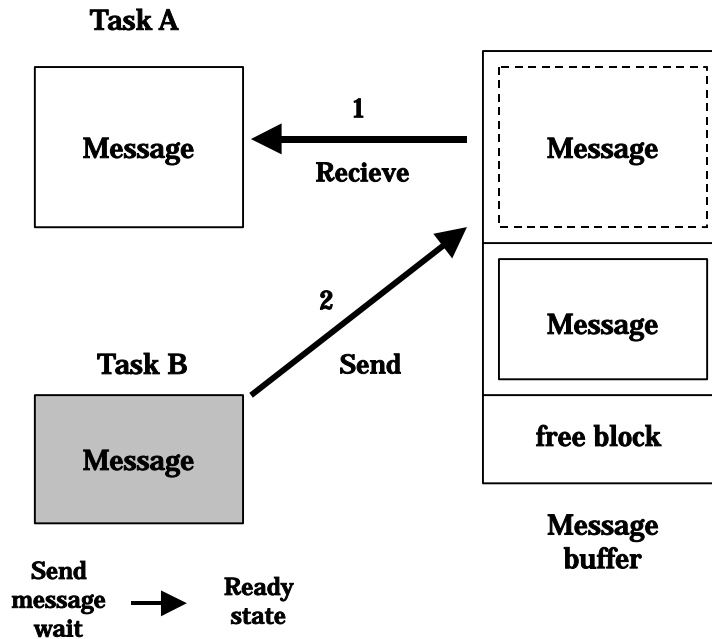 Task A
Message
1
Recieve
Message
2
Send
Message
Task B
Message
free block
Message
buffer
Send
message
wait
Ready
state